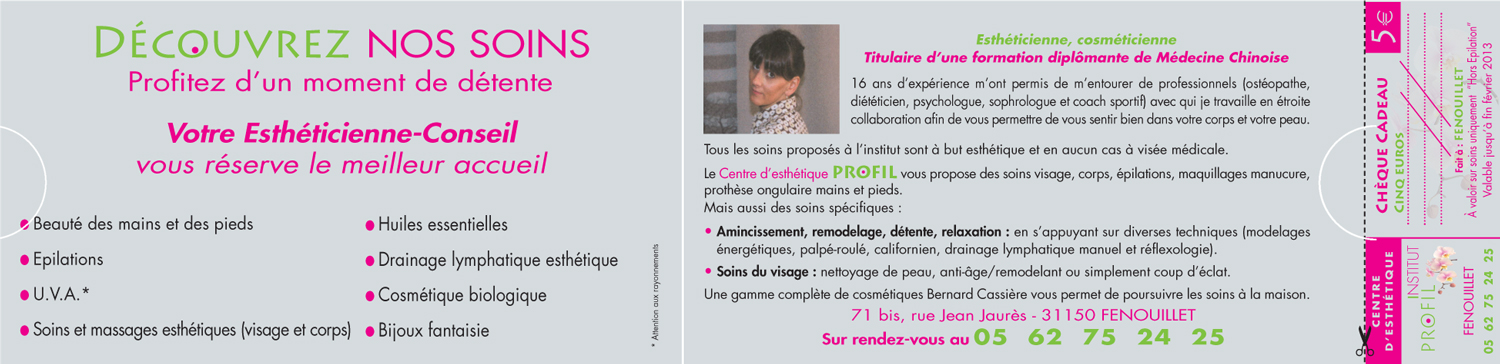 DÉCOUVREZ NOS SOINS
Profitez d'un moment de détente
Votre Esthéticienne-Conseil
vous réserve le meilleur accueil
● Beauté des mains et des pieds
● Epilations
● U.V.A.*
● Soins et massages esthétiques (visage et corps)
● Huiles essentielles
● Drainage lymphatique esthétique
● Cosmétique biologique
● Bijoux fantaisie
* Attention aux rayonnements
Esthéticienne, cosméticienne
Titulaire d'une formation diplômante de Médecine Chinoise
16 ans d'expérience m'ont permis de m'entourer de professionnels (ostéopathe,
diététicien, psychologue, sophrologue et coach sportif) avec qui je travaille en étroite
collaboration afin de vous permettre de vous sentir bien dans votre corps et votre peau.
Tous les soins proposés à l'institut sont à but esthétique et en aucun cas à visée médicale.
Le Centre d'esthétique PROFIL vous propose des soins visage, corps, épilations, maquillages manucure,
prothèse ongulaire mains et pieds.
Mais aussi des soins spécifiques :
• Amincissement, remodelage, détente, relaxation : en s'appuyant sur diverses techniques (modelages
énergétiques, palpé-roulé, californien, drainage lymphatique manuel et réflexologie).
• Soins du visage : nettoyage de peau, anti-âge/remodelant ou simplement coup d'éclat.
Une gamme complète de cosmétiques Bernard Cassière vous permet de poursuivre les soins à la maison.
71 bis, rue Jean Jaurès - 31150 FENOUILLET
Sur rendez-vous au 05 62 75 24 25
CHÈQUE CADEAU
5€
CINQ EUROS
Fait à : FENOUILLET
À valoir sur soins uniquement "Hors Epilation"
Valable jusqu'à fin février 2013
CENTRE
D'ESTHÉTIQUE
INSTITUT
PROFIL
FENOUILLET
05 62 75 24 25